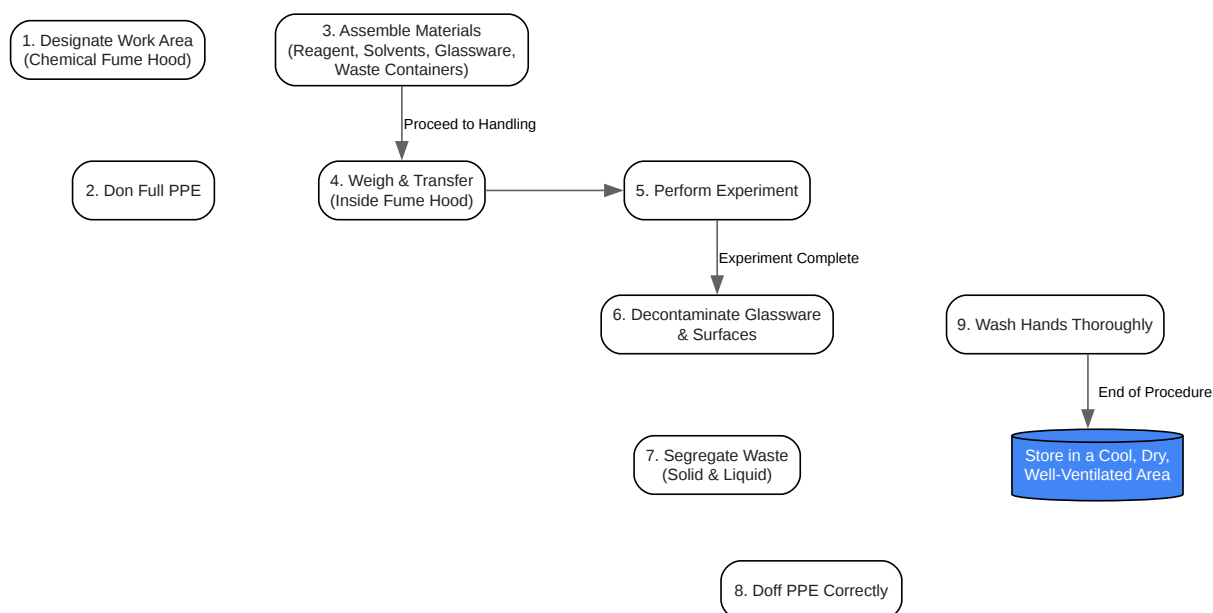 1. Designate Work Area
(Chemical Fume Hood)
3. Assemble Materials
(Reagent, Solvents, Glassware,
Waste Containers)
Proceed to Handling
2. Don Full PPE
4. Weigh & Transfer
(Inside Fume Hood)
5. Perform Experiment
Experiment Complete
6. Decontaminate Glassware
& Surfaces
9. Wash Hands Thoroughly
End of Procedure
7. Segregate Waste
(Solid & Liquid)
Store in a Cool, Dry,
Well-Ventilated Area
8. Doff PPE Correctly